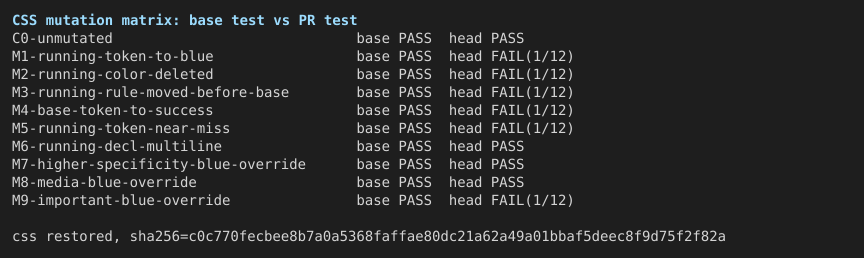 CSS mutation matrix: base test vs PR test
C0-unmutated base PASS head PASS
M1-running-token-to-blue base PASS head FAIL(1/12)
M2-running-color-deleted base PASS head FAIL(1/12)
M3-running-rule-moved-before-base base PASS head FAIL(1/12)
M4-base-token-to-success base PASS head FAIL(1/12)
M5-running-token-near-miss base PASS head FAIL(1/12)
M6-running-decl-multiline base PASS head PASS
M7-higher-specificity-blue-override base PASS head PASS
M8-media-blue-override base PASS head PASS
M9-important-blue-override base PASS head FAIL(1/12)
css restored, sha256=c0c770fecbee8b7a0a5368faffae80dc21a62a49a01bbaf5deec8f9d75f2f82a